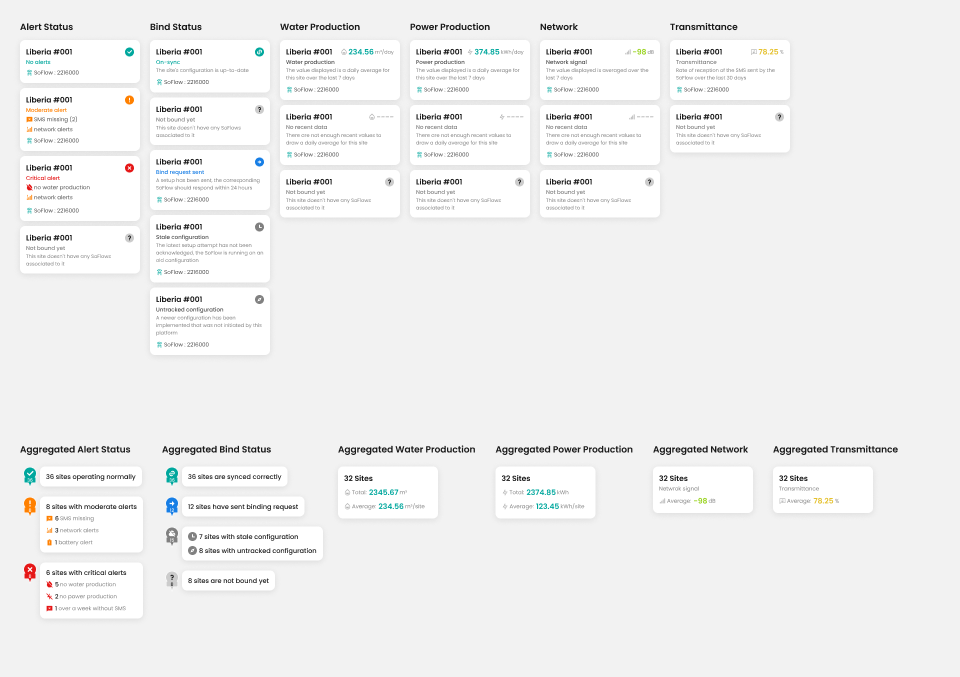 Alert Status
Liberia #001
No alerts
SoFlow : 2216000
Liberia #001
Moderate alert
SMS missing (2)
network alerts
SoFlow : 2216000
Liberia #001
Critical alert
no water production
network alerts
SoFlow : 2216000
Liberia #001
?
Not bound yet
This site doesn't have any SoFlows
associated to it
Bind Status
Liberia #001
On-sync
The site's configuration is up-to-date
SoFlow : 2216000
Liberia #001
?
Not bound yet
This site doesn't have any SoFlows
associated to it
Liberia #001
Bind request sent
A setup has been sent, the corresponding
SoFlow should respond within 24 hours
SoFlow : 2216000
Liberia #001
Stale configuration
The latest setup attempt has not been
acknowledged, the SoFlow is running on an
old configuration
SoFlow : 2216000
Liberia #001
Untracked configuration
A newer configuration has been
implemented that was not initiated by this
platform
SoFlow : 2216000
Water Production
Liberia #001 234.56 m³/day
Water production
The value displayed is a daily average for
this site over the last 7 days
SoFlow : 2216000
Liberia #001 ----
No recent data
There are not enough recent values to
draw a daily average for this site
SoFlow : 2216000
Liberia #001
?
Not bound yet
This site doesn't have any SoFlows
associated to it
Power Production
Liberia #001 374.85 kWh/day
Power production
The value displayed is a daily average for
the site over the last 7 days
SoFlow : 2216000
Liberia #001 ----
No recent data
There are not enough recent values to
draw a daily average for this site
SoFlow : 2216000
Liberia #001
?
Not bound yet
This site doesn't have any SoFlows
associated to it
Network
Liberia #001 -98 dB
Network signal
The value displayed is averaged over the
last 7 days
SoFlow : 2216000
Liberia #001 ----
No recent data
There are not enough recent values to
draw a daily average for this site
SoFlow : 2216000
Liberia #001
?
Not bound yet
This site doesn't have any SoFlows
associated to it
Transmittance
Liberia #001 78,25 %
Transmittance
Rate of reception of the SMS sent by the
SoFlow over the last 30 days
SoFlow : 2216000
Liberia #001
?
Not bound yet
This site doesn't have any SoFlows
associated to it
Aggregated Alert Status
36 sites operating normally
8 sites with moderate alerts
6 SMS missing
3 network alerts
1 battery alert
6 sites with critical alerts
5 no water production
2 no power production
1 over a week without SMS
Aggregated Bind Status
36 sites are synced correctly
12 sites have sent binding request
7 sites with stale configuration
8 sites with untracked configuration
?
8 sites are not bound yet
Aggregated Water Production
32 Sites
Total: 2345.67 m³
Average: 234.56 m³/site
Aggregated Power Production
32 Sites
Total: 2374.85 kWh
Average: 123.45 kWh/site
Aggregated Network
32 Sites
Network signal
Average: -98 dB
Aggregated Transmittance
32 Sites
Transmittance
Average: 78,25 %